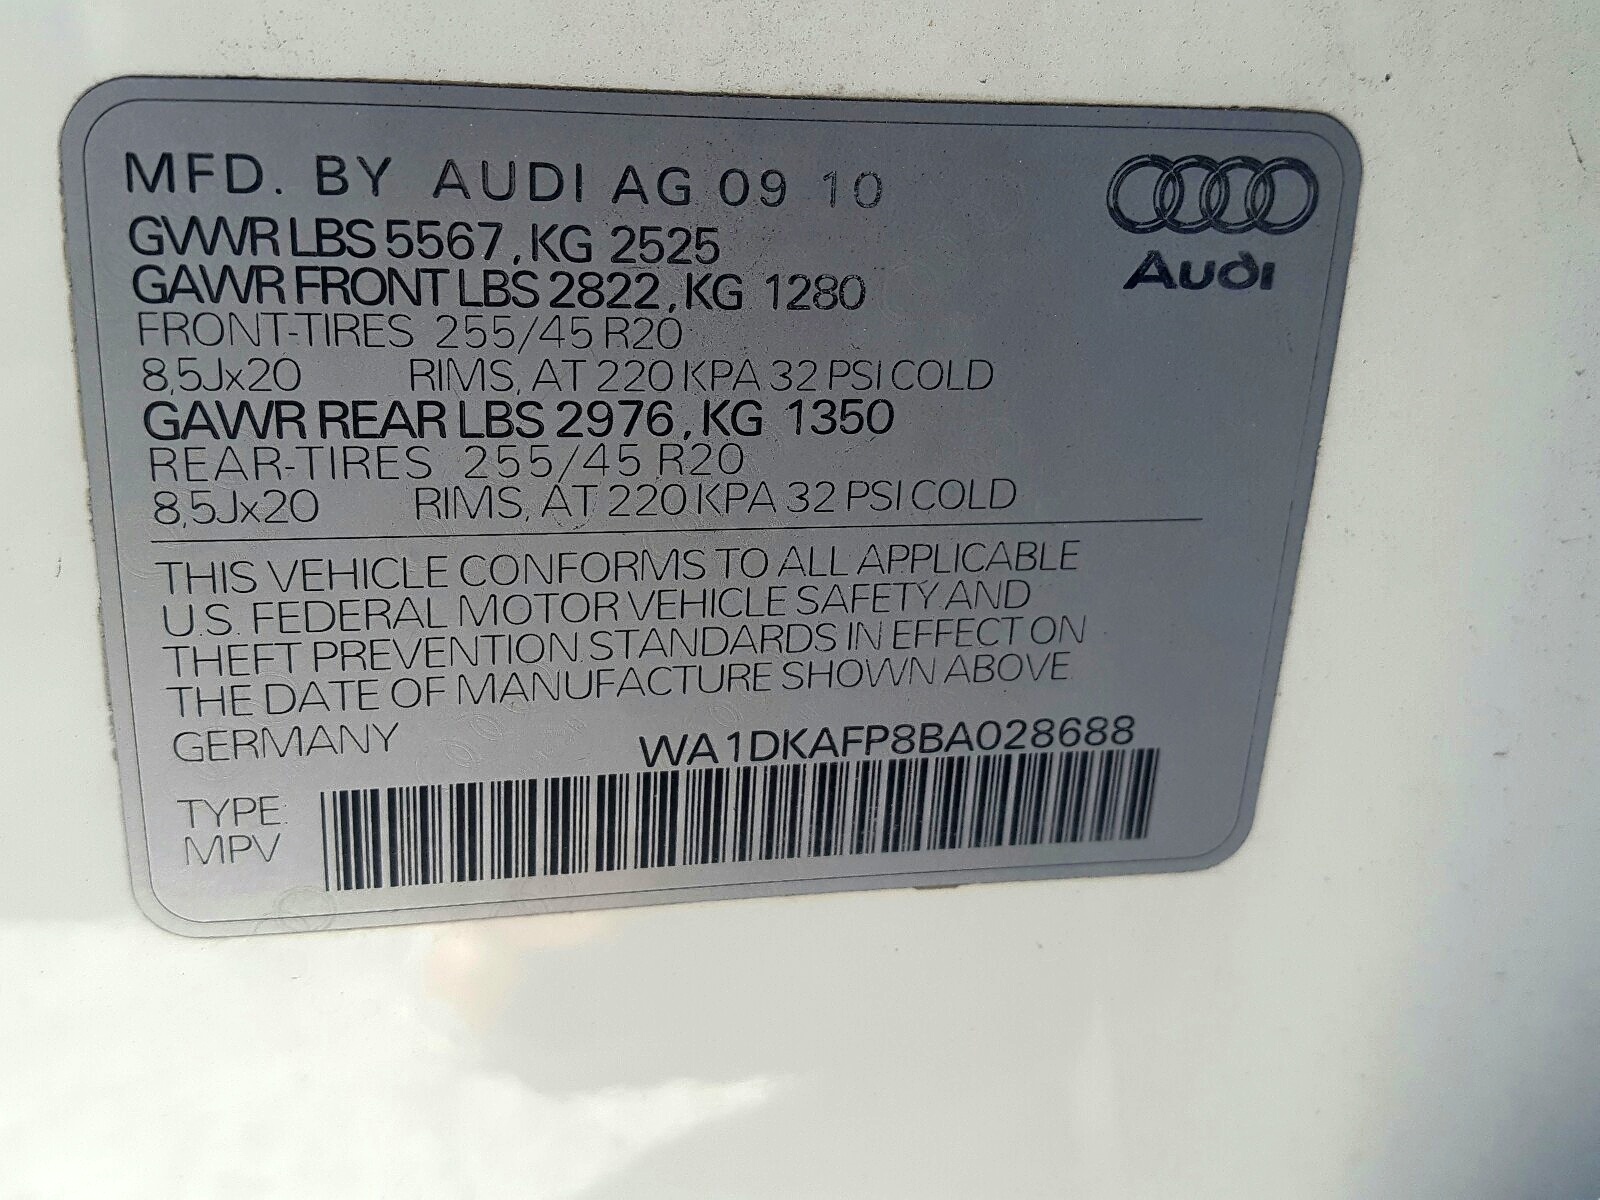 MFD. BY AUDI AG 09 10
GVWR LBS 5567, KG 2525
GAWR FRONT LBS 2822, KG 1280
FRONT-TIRES 255/45 R20
8,5Jx20 RIMS, AT 220 KPA 32 PSI COLD
GAWR REAR LBS 2976, KG 1350
REAR-TIRES 255/45 R20
8,5Jx20 RIMS, AT 220 KPA 32 PSI COLD
Audi
THIS VEHICLE CONFORMS TO ALL APPLICABLE
U.S. FEDERAL MOTOR VEHICLE SAFETY AND
THEFT PREVENTION STANDARDS IN EFFECT ON
THE DATE OF MANUFACTURE SHOWN ABOVE
GERMANY WA1DKAFP8BA028688
TYPE:
MPV